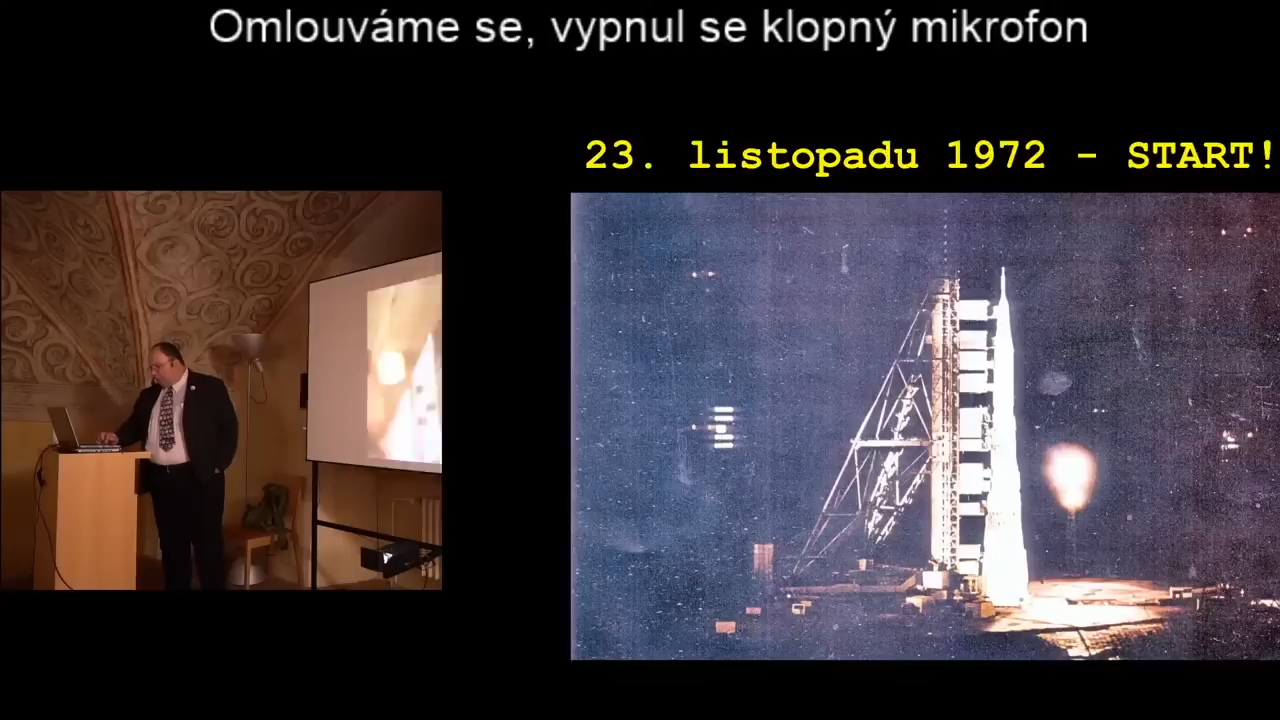 Omlouváme se, vypnul se klopný mikrofon
23. listopadu 1972 - START!